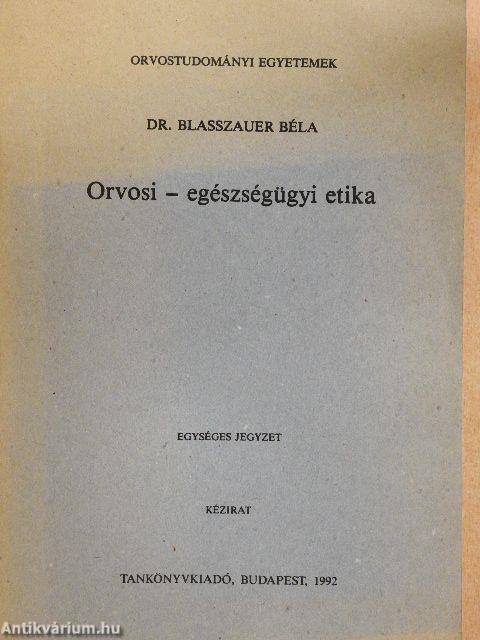 ORVOSTUDOMÁNYI EGYETEMEK
DR. BLASSZAUER BÉLA
Orvosi – egészségügyi etika
EGYSÉGES JEGYZET
KÉZIRAT
TANKÖNYVKIADÓ, BUDAPEST, 1992
Antikvárium.hu